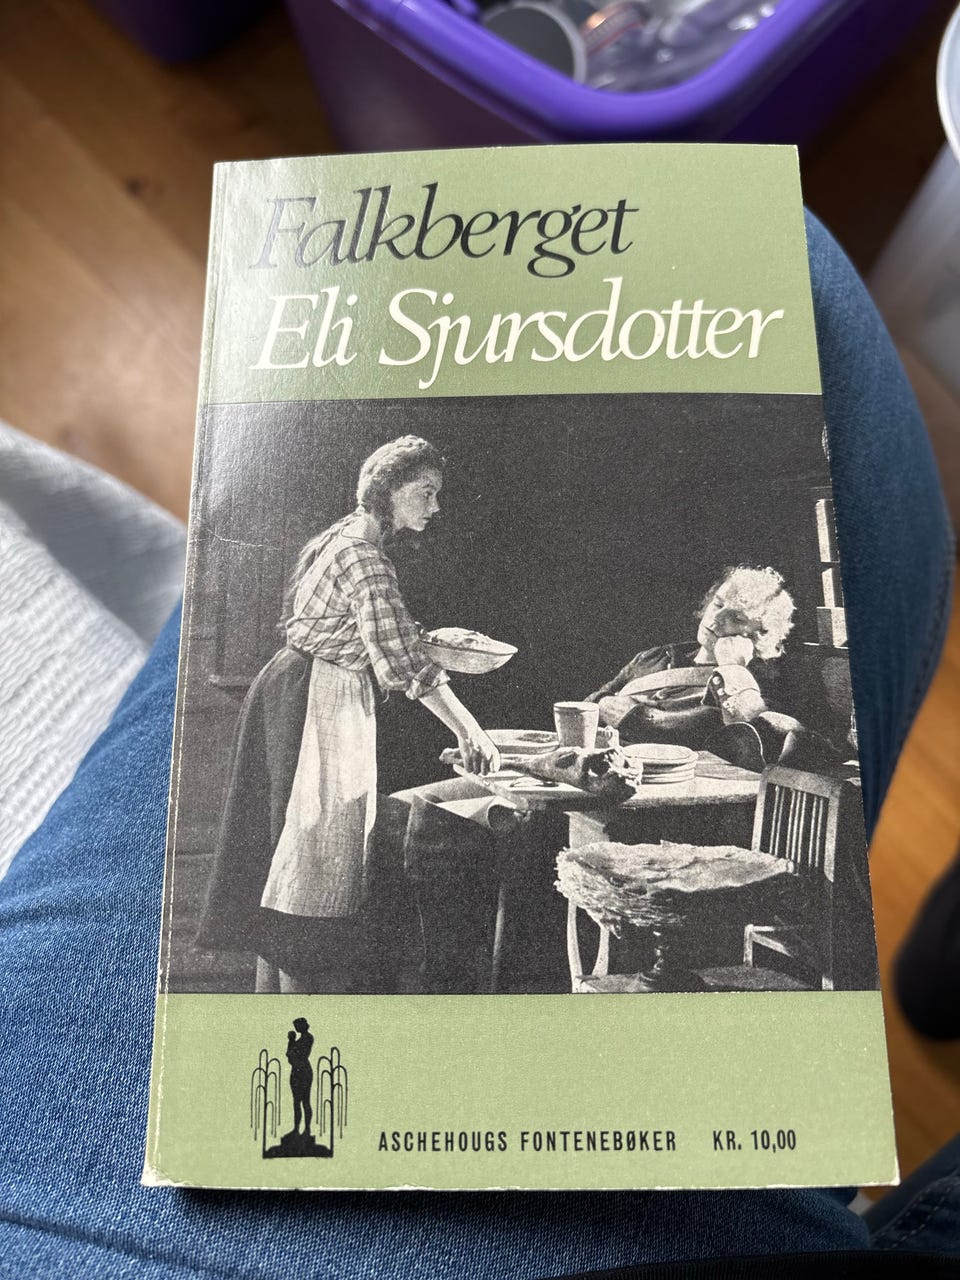 Falkberget
Eli Sjursdotter
ASCHEHOUGS FONTENEBØKER KR. 10,00